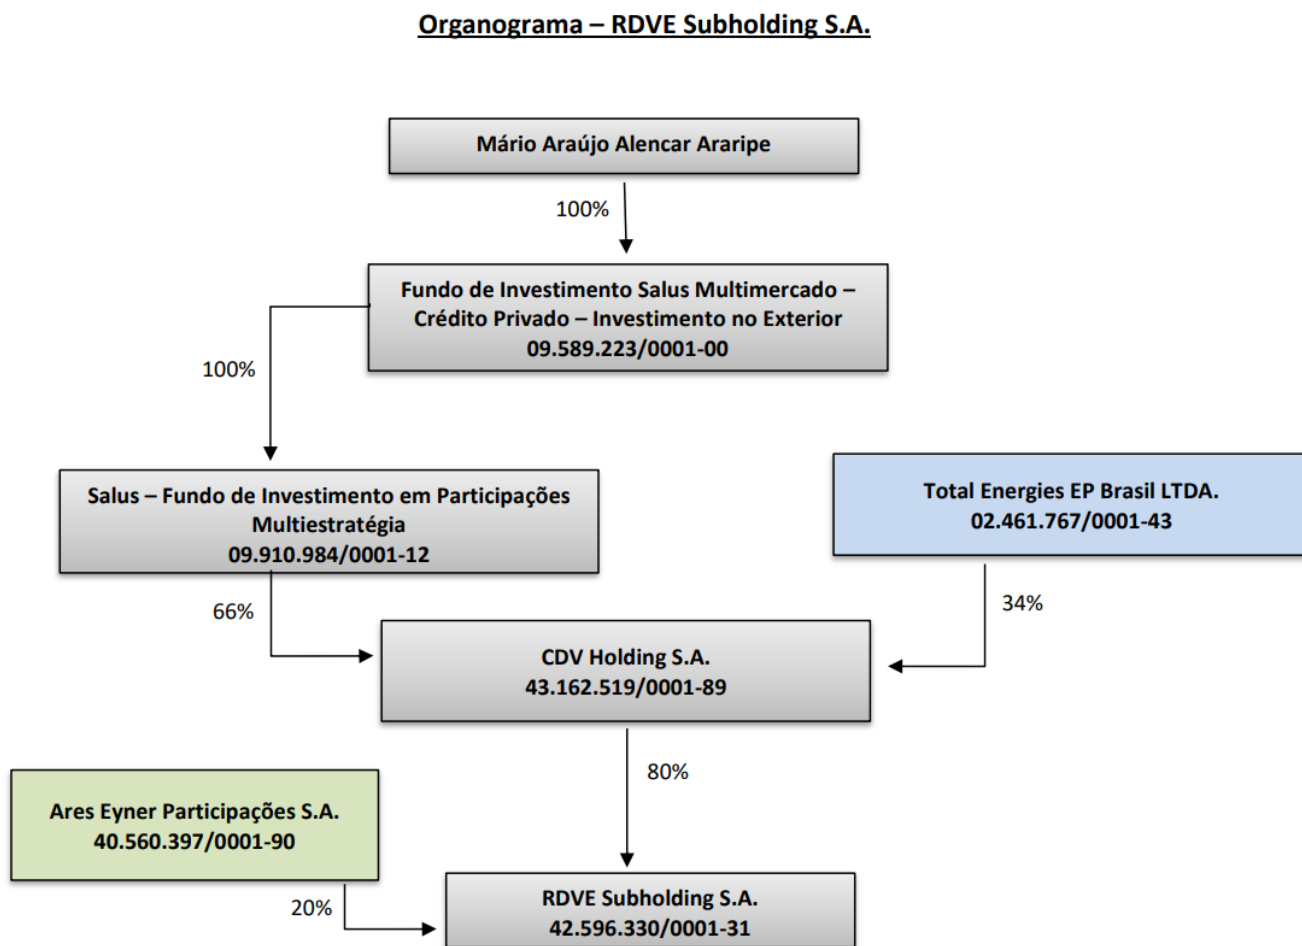 Organograma – RDVE Subholding S.A.
Mário Araújo Alencar Araripe
100%
Fundo de Investimento Salus Multimercado –
Crédito Privado – Investimento no Exterior
09.589.223/0001-00
100%
Salus – Fundo de Investimento em Participações
Multiestratégia
09.910.984/0001-12
Total Energies EP Brasil LTDA.
02.461.767/0001-43
66%
34%
CDV Holding S.A.
43.162.519/0001-89
80%
Ares Eyner Participações S.A.
40.560.397/0001-90
20%
RDVE Subholding S.A.
42.596.330/0001-31